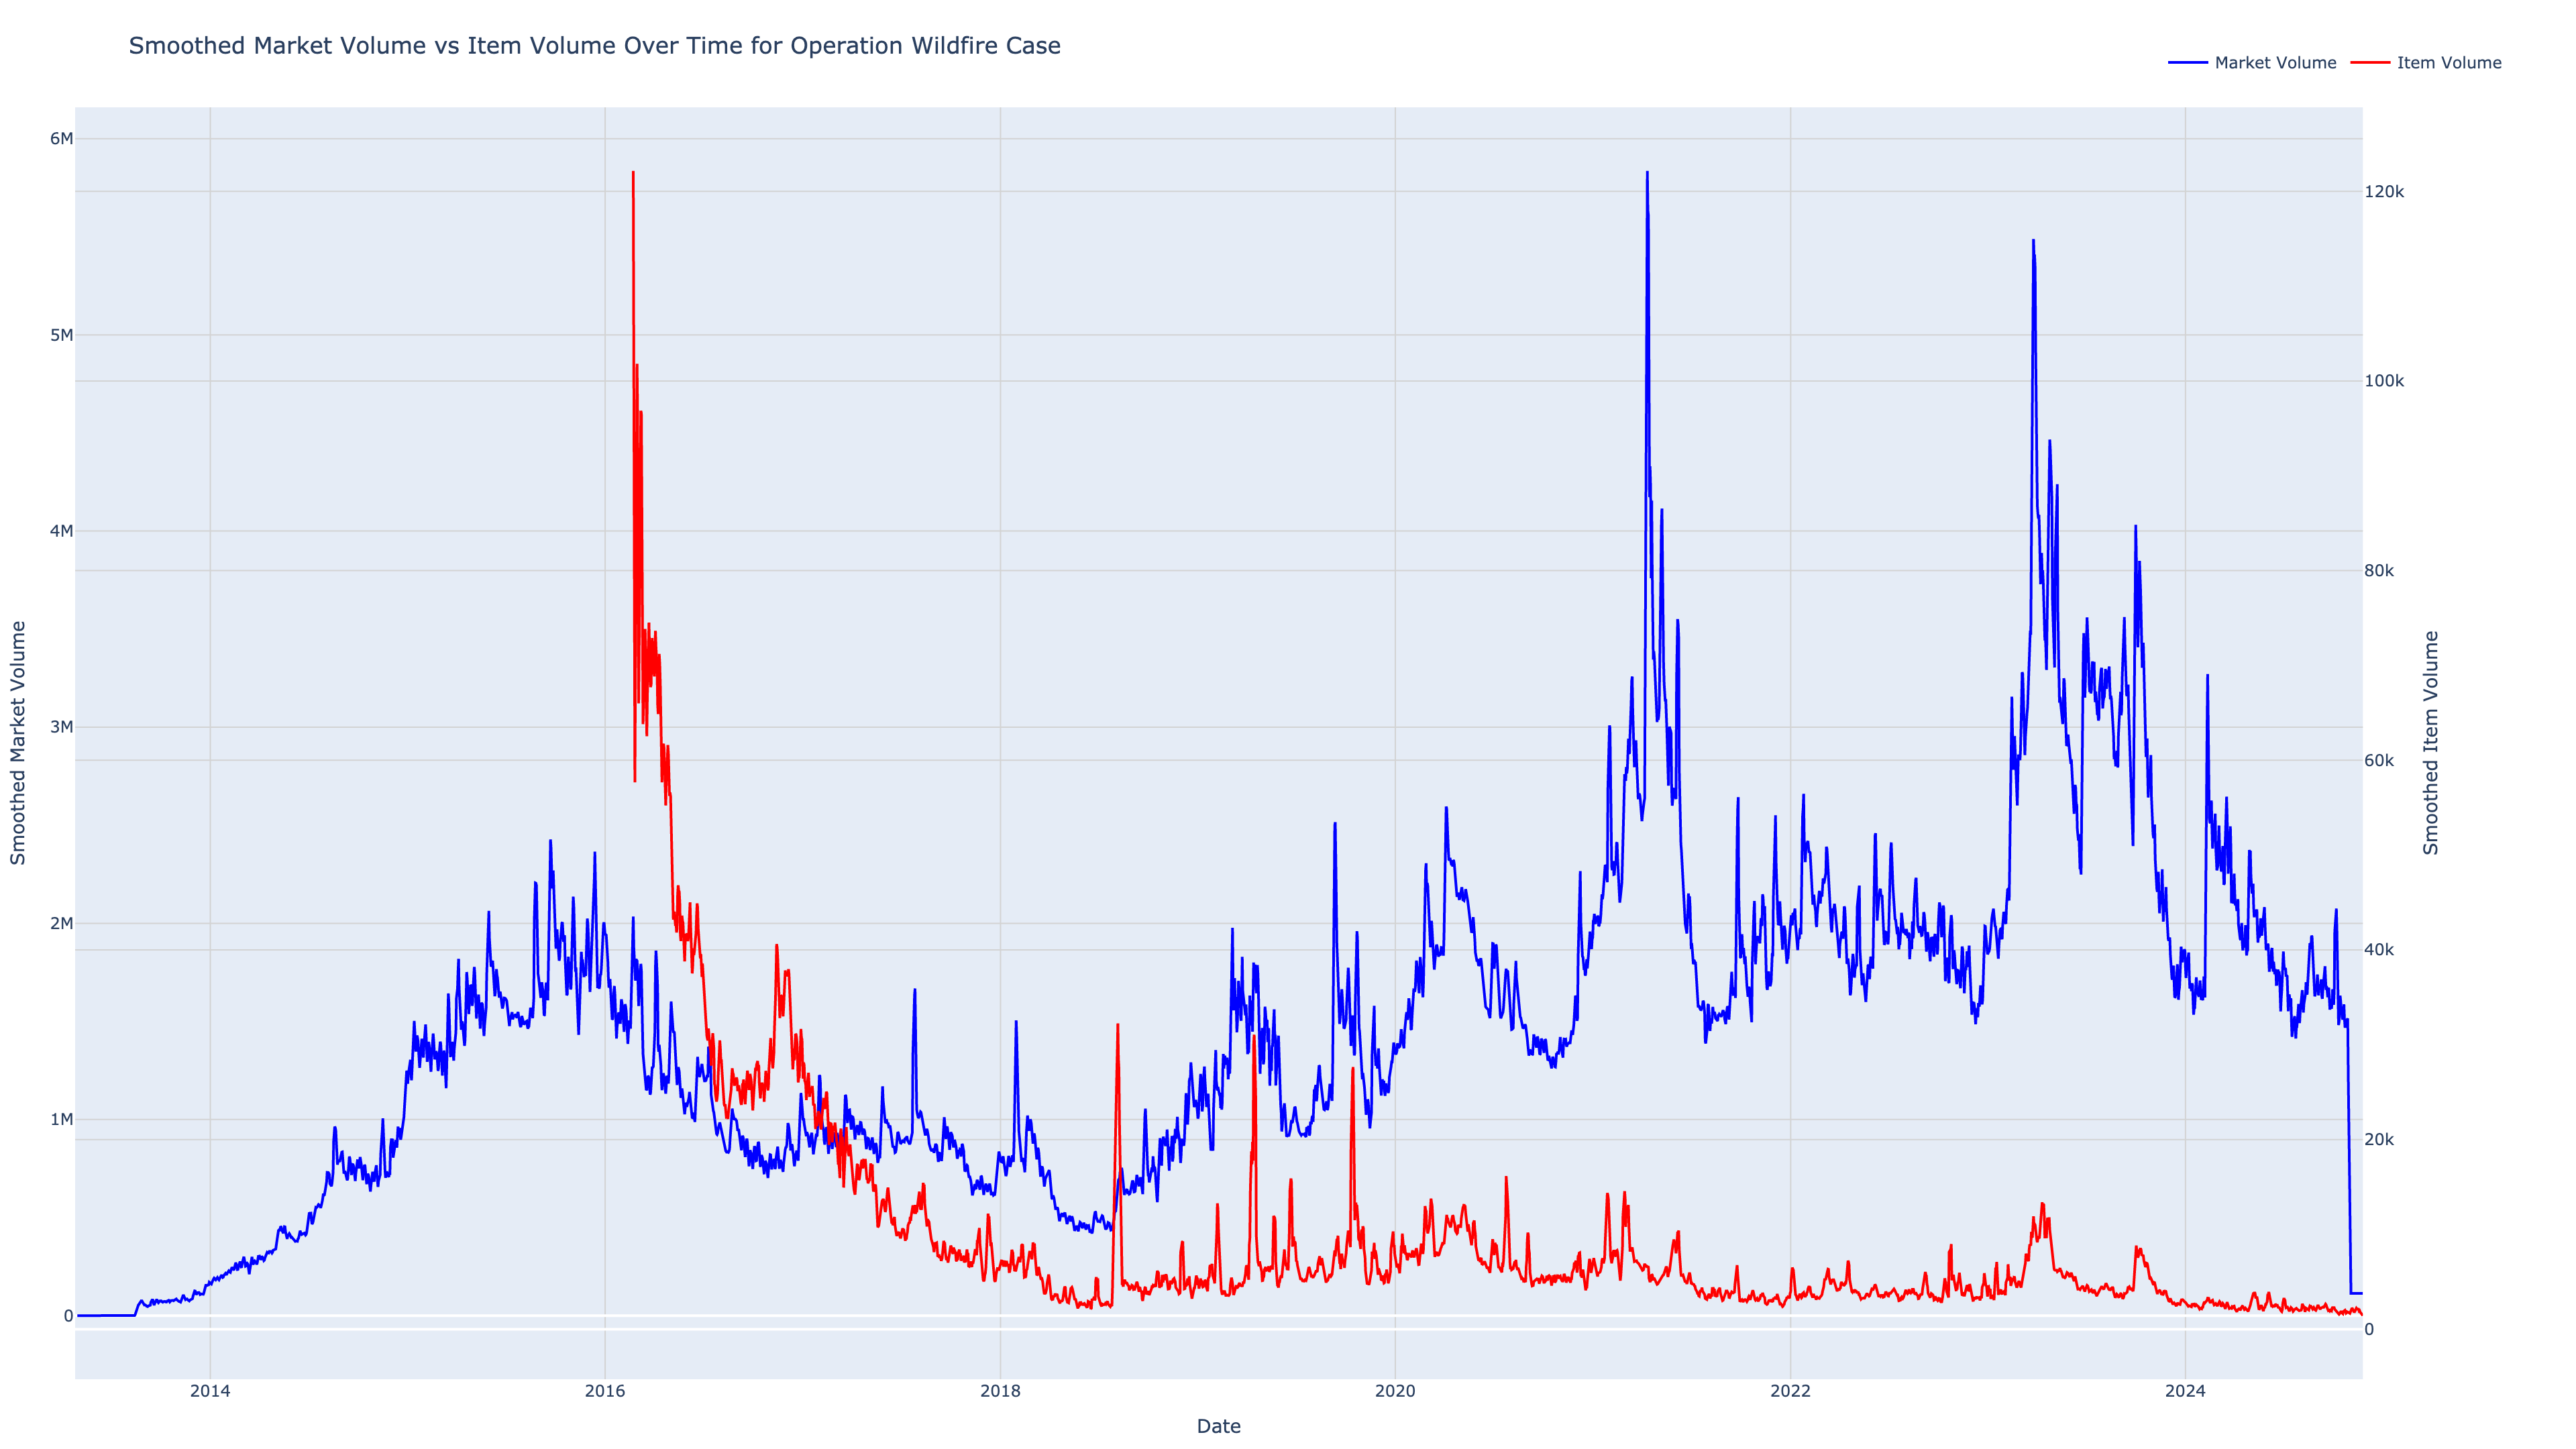 Smoothed Market Volume vs Item Volume Over Time for Operation Wildfire Case
Market Volume
Item Volume
6M
5M
4M
3M
2M
1M
0
Smoothed Market Volume
120k
100k
80k
60k
40k
20k
0
Smoothed Item Volume
2014
2016
2018
2020
2022
2024
Date